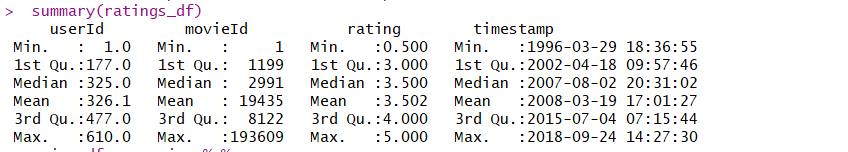 > summary(ratings_df)
     userId         movieId           rating        timestamp
 Min.   :  1.0   Min.   :     1   Min.   :0.500   Min.   :1996-03-29 18:36:55
 1st Qu.:177.0   1st Qu.:  1199   1st Qu.:3.000   1st Qu.:2002-04-18 09:57:46
 Median :325.0   Median :  2991   Median :3.500   Median :2007-08-02 20:31:02
 Mean   :326.1   Mean   : 19435   Mean   :3.502   Mean   :2008-03-19 17:01:27
 3rd Qu.:477.0   3rd Qu.:  8122   3rd Qu.:4.000   3rd Qu.:2015-07-04 07:15:44
 Max.   :610.0   Max.   :193609   Max.   :5.000   Max.   :2018-09-24 14:27:30